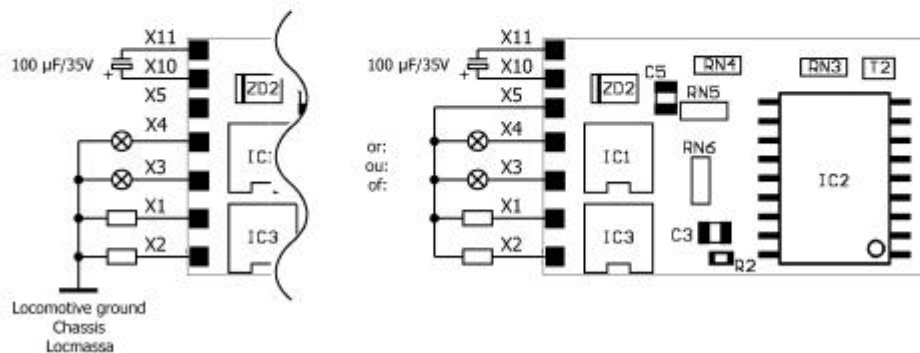 X11
100 µF/35V
+
X10
X5
ZD2
X4
IC1
X3
X1
IC3
X2
Locomotive ground
Chassis
Locmassa
or:
ou:
of:
X11
100 µF/35V
+
X10
X5
X4
X3
X1
X2
ZD2
C5
RN4
RN3
T2
RN5
IC1
RN6
IC2
IC3
C3
R2